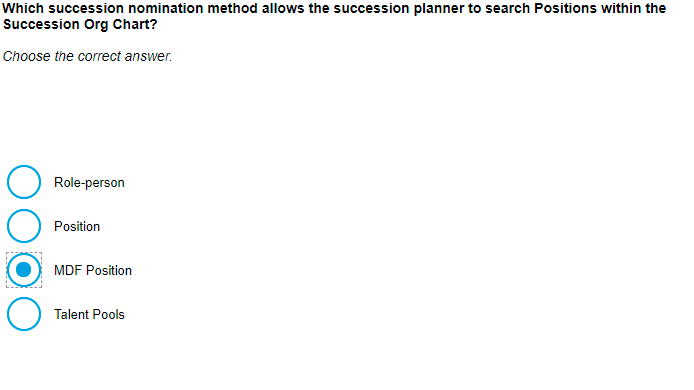 Which succession nomination method allows the succession planner to search Positions within the
Succession Org Chart?
Choose the correct answer.
Role-person
Position
MDF Position
Talent Pools